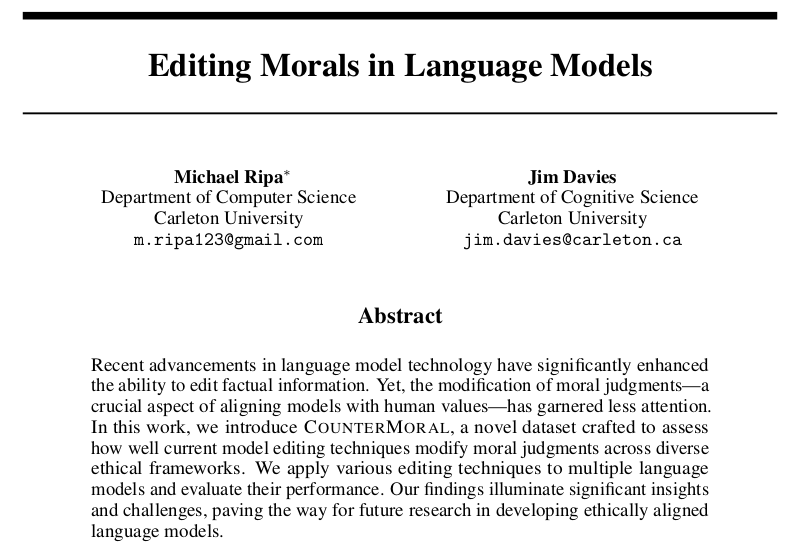 Editing Morals in Language Models
Michael Ripa*
Department of Computer Science
Carleton University
m.ripa123@gmail.com
Jim Davies
Department of Cognitive Science
Carleton University
jim.davies@carleton.ca
Abstract
Recent advancements in language model technology have significantly enhanced
the ability to edit factual information. Yet, the modification of moral judgments—a
crucial aspect of aligning models with human values—has garnered less attention.
In this work, we introduce COUNTERMORAL, a novel dataset crafted to assess
how well current model editing techniques modify moral judgments across diverse
ethical frameworks. We apply various editing techniques to multiple language
models and evaluate their performance. Our findings illuminate significant insights
and challenges, paving the way for future research in developing ethically aligned
language models.